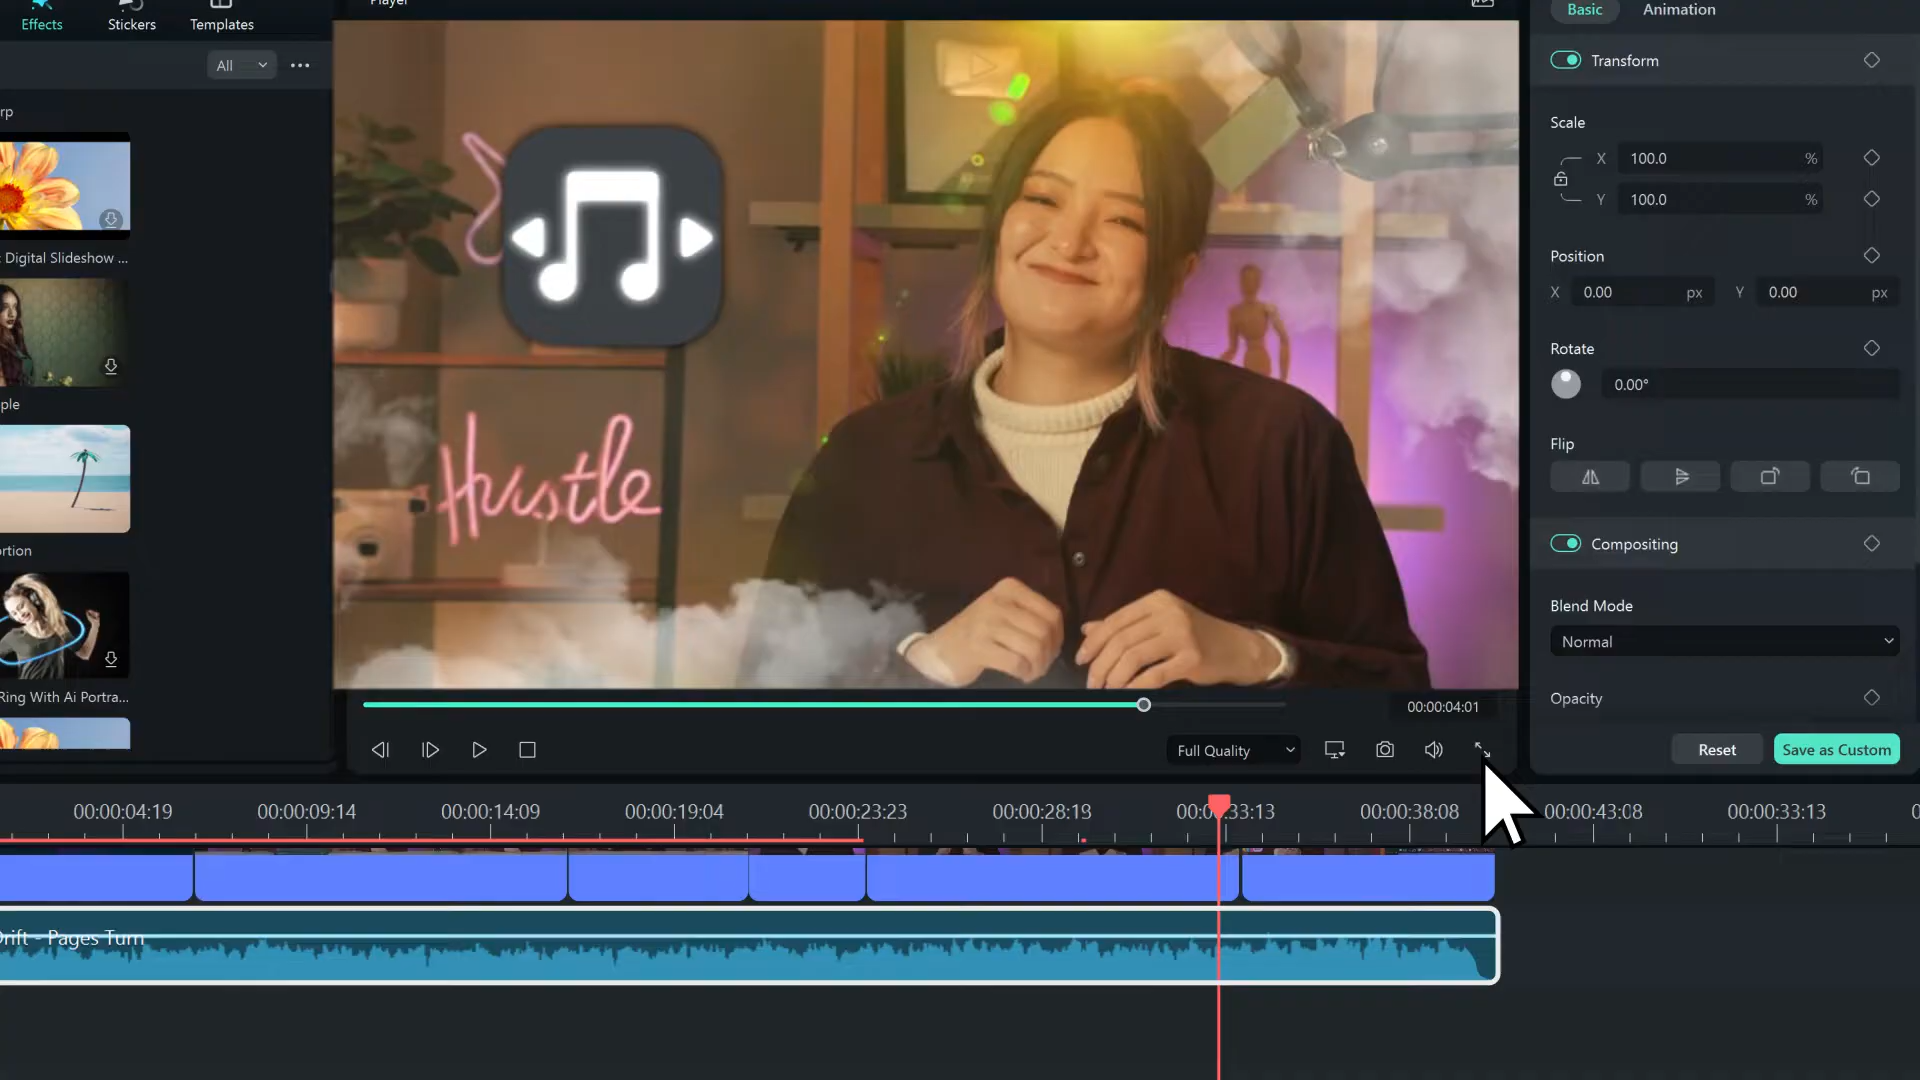 Effects
Stickers
Templates
Player
Basic
Animation
All
Transform
rp
Scale
X 100.0 %
Y 100.0 %
Digital Slideshow ...
Position
X 0.00 px Y 0.00 px
Rotate
0.00°
ple
Flip
Hustle
rtion
Compositing
Blend Mode
Normal
Ring With Ai Portra...
Opacity
00:00:04:01
Full Quality
Reset
Save as Custom
00:00:04:19 00:00:09:14 00:00:14:09 00:00:19:04 00:00:23:23 00:00:28:19 00:00:33:13 00:00:38:08 00:00:43:08 00:00:33:13
Drift - Pages Turn